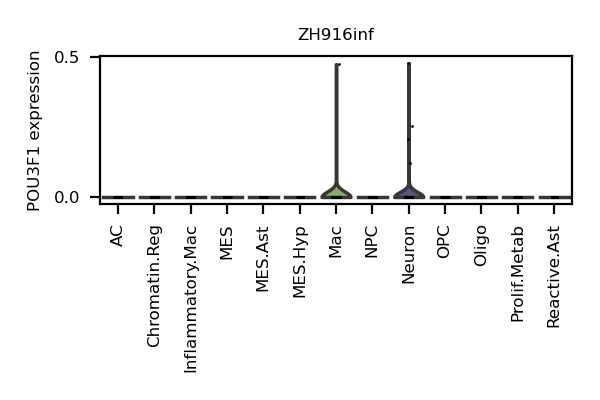 ZH916inf
POU3F1 expression
0.5
0.0
AC
Chromatin.Reg
Inflammatory.Mac
MES
MES.Ast
MES.Hyp
Mac
NPC
Neuron
OPC
Oligo
Prolif.Metab
Reactive.Ast